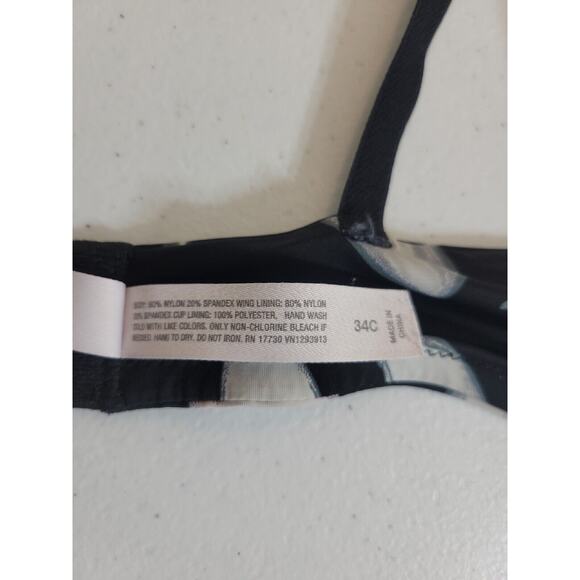 BODY: 80% NYLON 20% SPANDEX WING LINING: 80% NYLON
20% SPANDEX CUP LINING: 100% POLYESTER, HAND WASH
COLD WITH LIKE COLORS. ONLY NON-CHLORINE BLEACH IF
NEEDED. HANG TO DRY. DO NOT IRON. RN 17730 VN1293913
34C
MADE IN
CHINA